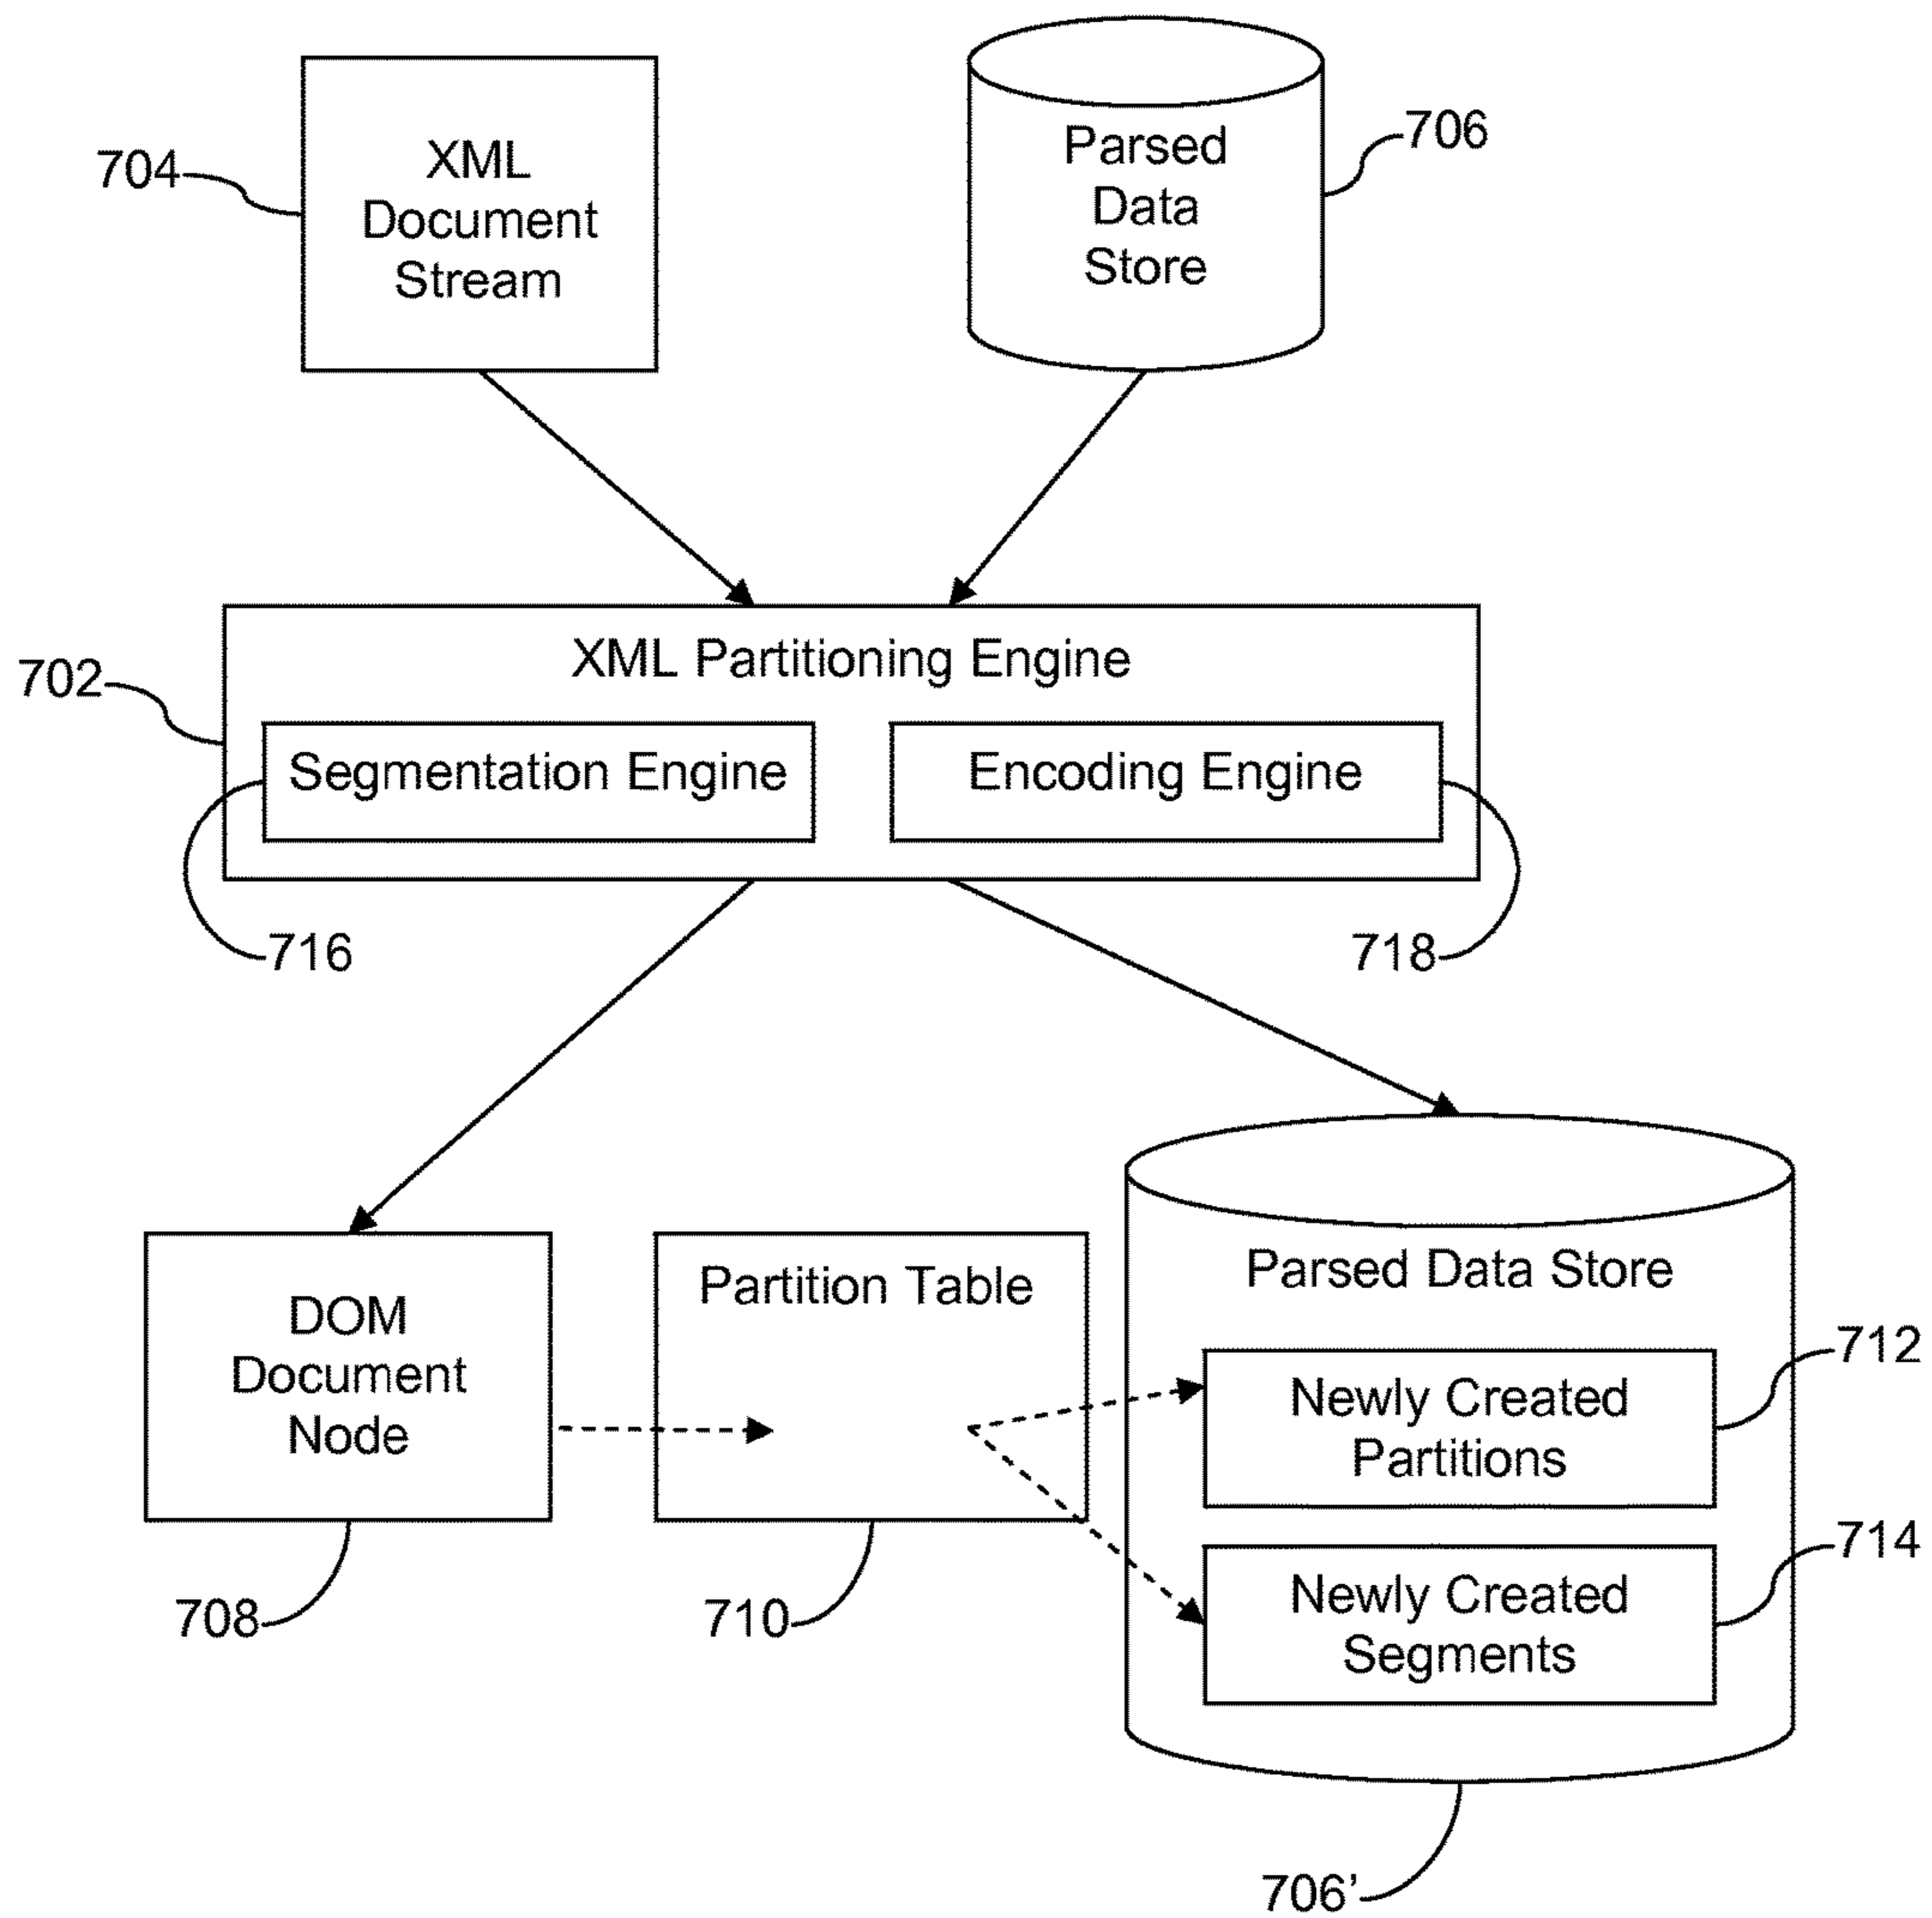 704
XML
Document
Stream
Parsed
Data
Store
706
702
XML Partitioning Engine
Segmentation Engine
Encoding Engine
716
718
DOM
Document
Node
Partition Table
Parsed Data Store
712
Newly Created
Partitions
714
Newly Created
Segments
708
710
706’